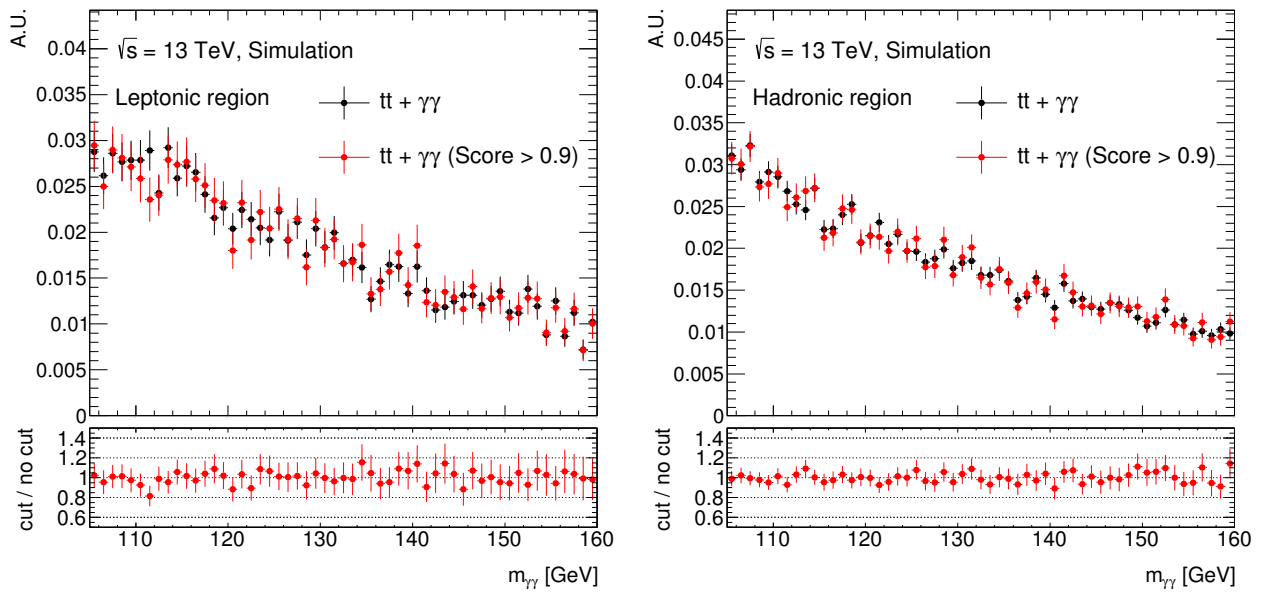 A.U.
0.04
0.035
0.03
0.025
0.02
0.015
0.01
0.005
0
√s = 13 TeV, Simulation
Leptonic region
tt + γγ
tt + γγ (Score > 0.9)
cut / no cut
1.4
1.2
1
0.8
0.6
110 120 130 140 150 160
m_γγ [GeV]
A.U.
0.045
0.04
0.035
0.03
0.025
0.02
0.015
0.01
0.005
0
√s = 13 TeV, Simulation
Hadronic region
tt + γγ
tt + γγ (Score > 0.9)
cut / no cut
1.4
1.2
1
0.8
0.6
110 120 130 140 150 160
m_γγ [GeV]